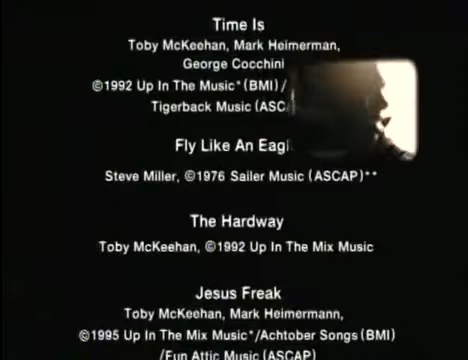 Time Is
Toby McKeehan, Mark Heimerman,
George Cocchini
©1992 Up In The Music* (BMI) /
Tigerback Music (ASC
Fly Like An Eagl
Steve Miller, ©1976 Sailer Music (ASCAP)**
The Hardway
Toby McKeehan, ©1992 Up In The Mix Music
Jesus Freak
Toby McKeehan, Mark Heimermann,
©1995 Up In The Mix Music*/Achtober Songs (BMI)
/Fun Attic Music (ASCAP)